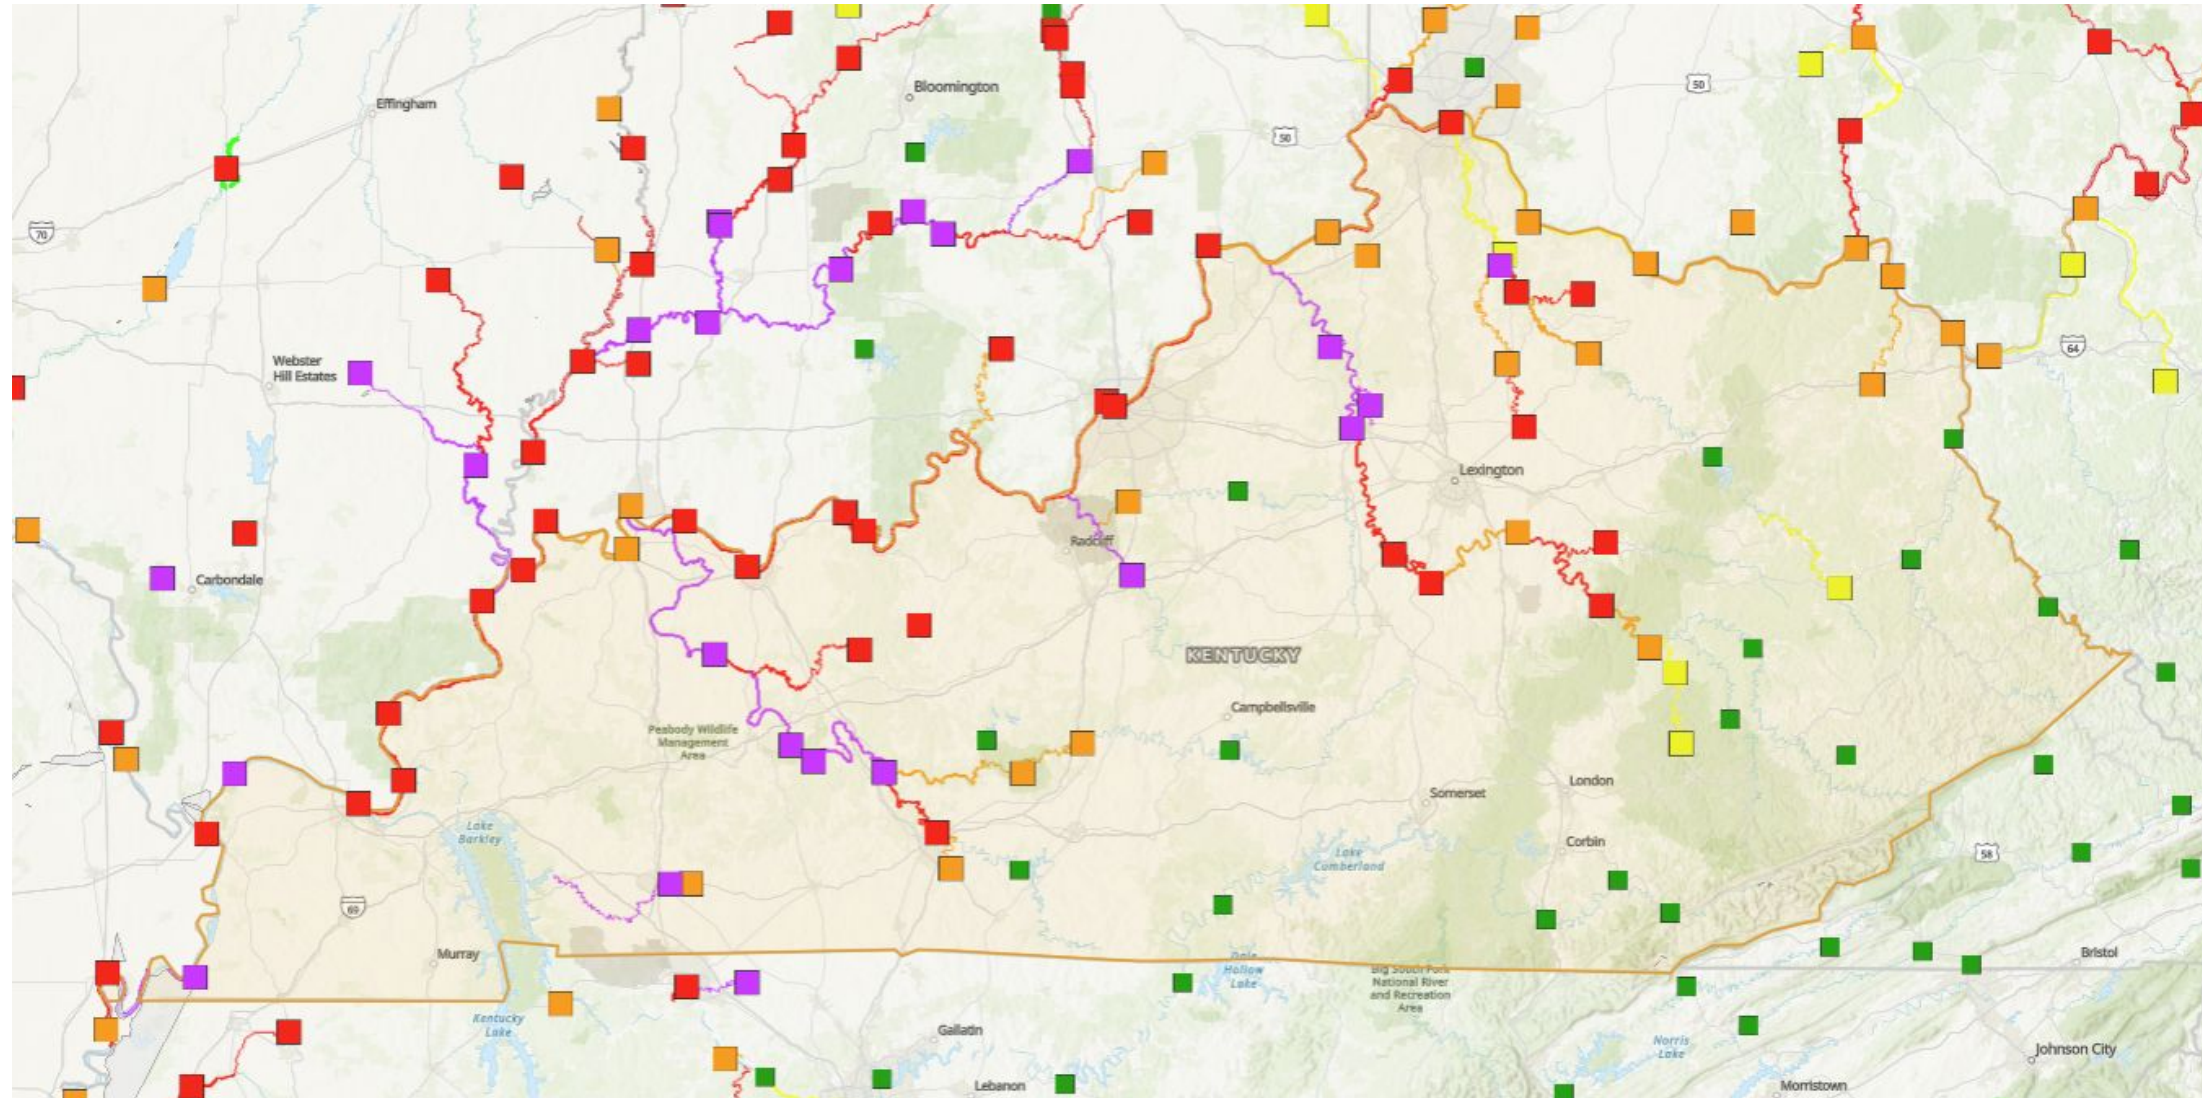 Effingham
Bloomington
50
50
70
Webster
Hill Estates
64
Lexington
Radcliff
Carbondale
KENTUCKY
Campbellsville
Peabody Wildlife
Management
Area
London
Somerset
Lake
Barkley
Corbin
Lake
Cumberland
58
69
Murray
Bristol
Dale
Hollow
Lake
Big South Fork
National River
and Recreation
Area
Kentucky
Lake
Gallatin
Norris
Lake
Johnson City
Lebanon
Morristown